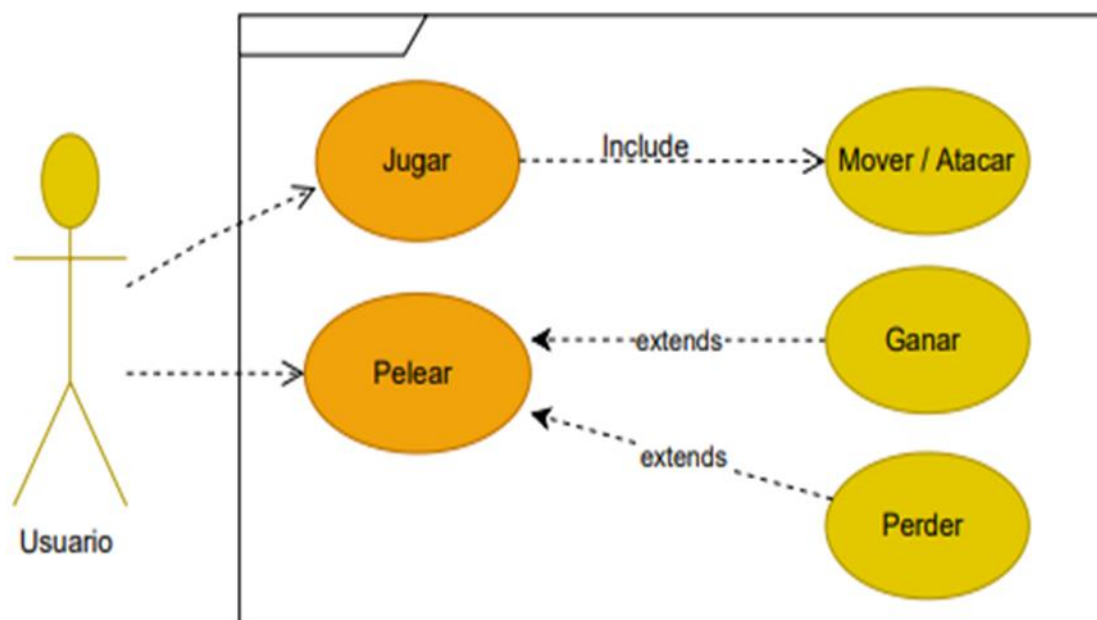 Jugar
Include
Mover / Atacar
Pelear
extends
Ganar
extends
Perder
Usuario